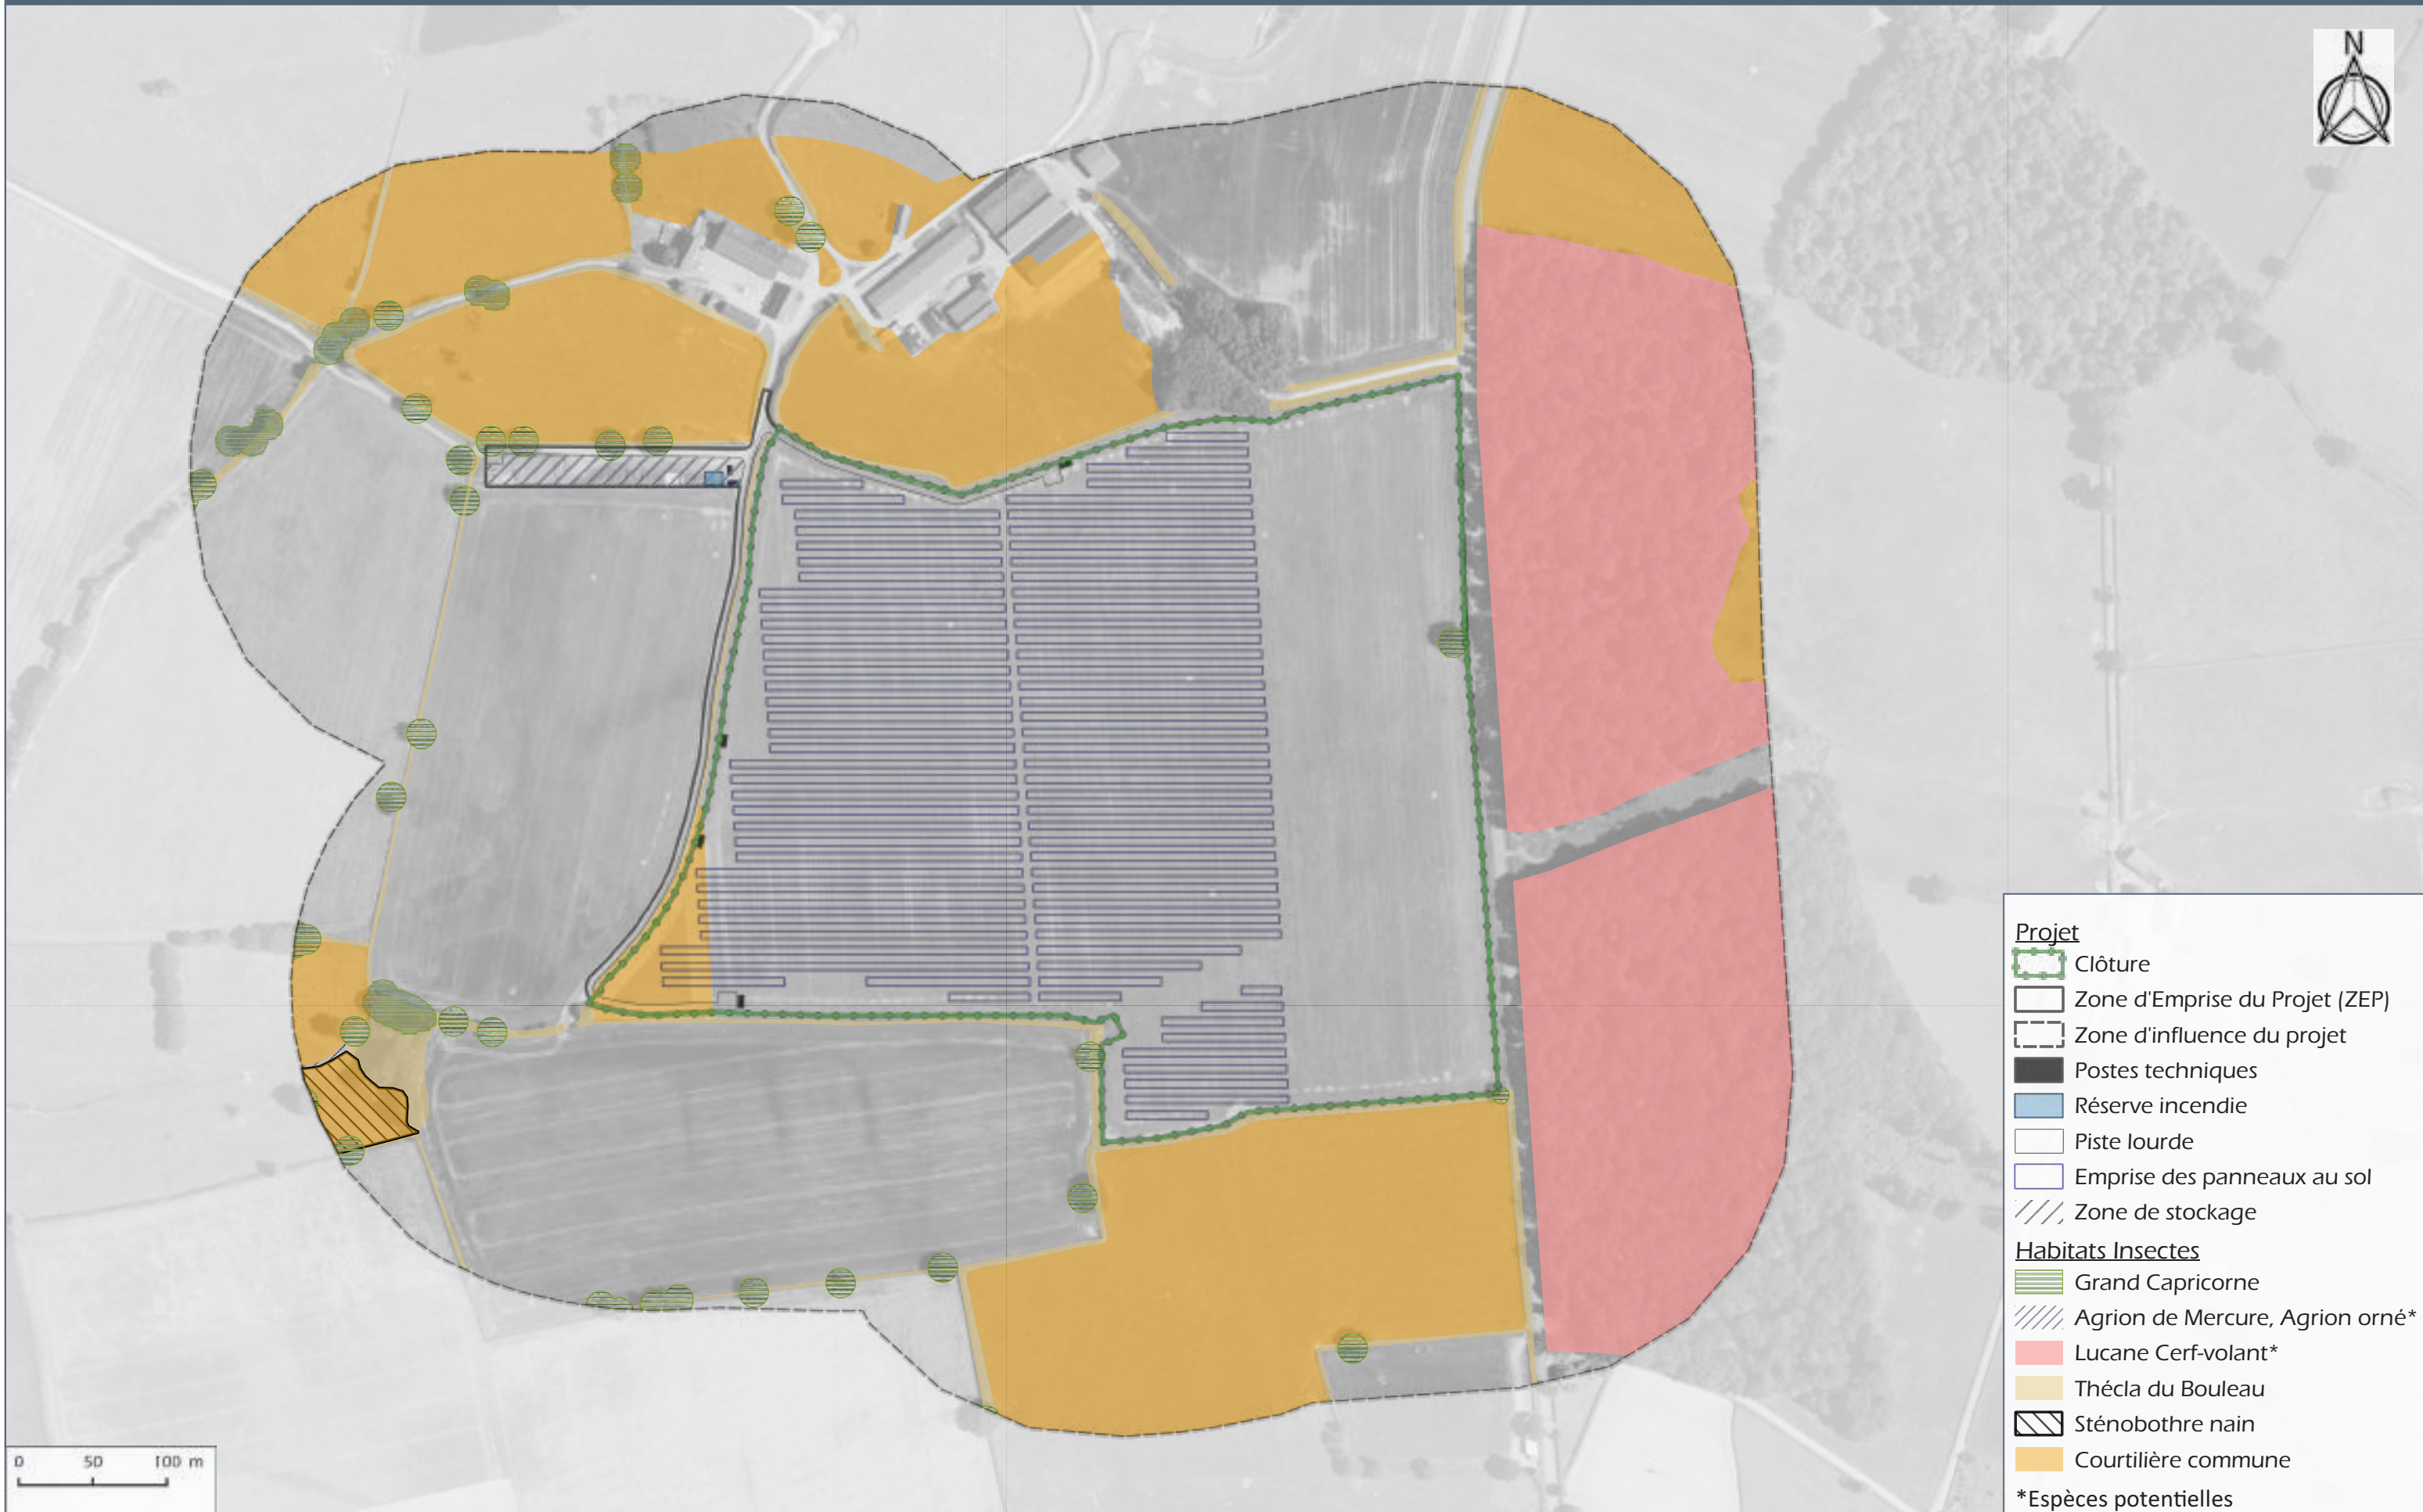 N
Projet
Clôture
Zone d'Emprise du Projet (ZEP)
Zone d'influence du projet
Postes techniques
Réserve incendie
Piste lourde
Emprise des panneaux au sol
Zone de stockage
Habitats Insectes
Grand Capricorne
Agrion de Mercure, Agrion orné*
Lucane Cerf-volant*
Thécla du Bouleau
Sténobothre nain
Courtilière commune
*Espèces potentielles
0 50 100 m